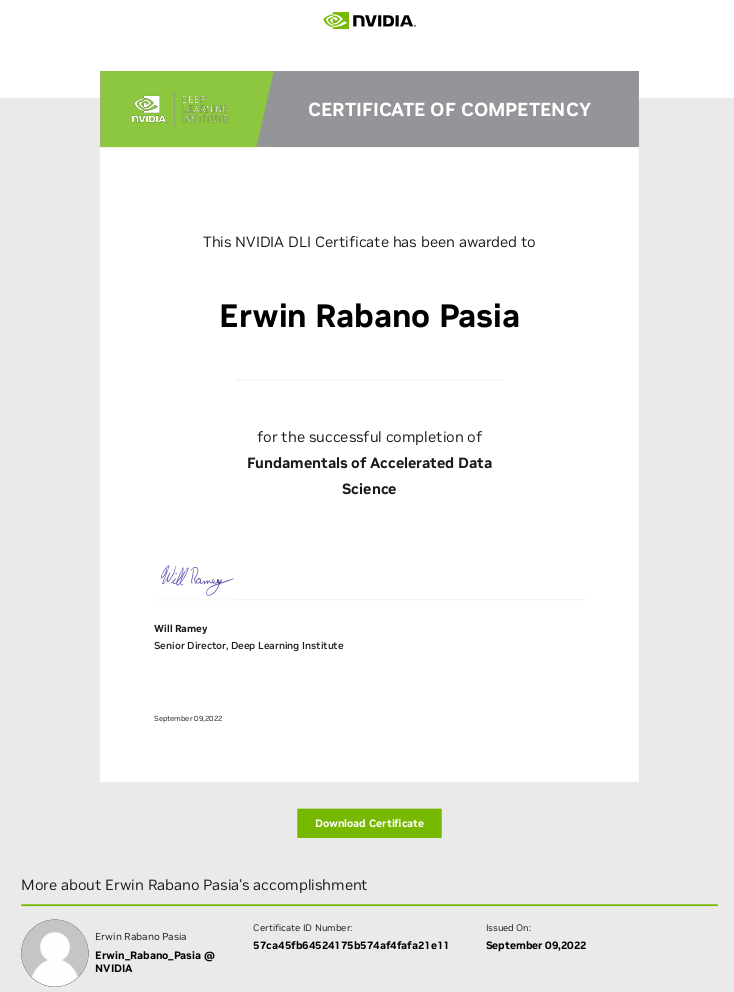 NVIDIA.
NVIDIA
DEEP
LEARNING
INSTITUTE
CERTIFICATE OF COMPETENCY
This NVIDIA DLI Certificate has been awarded to
Erwin Rabano Pasia
for the successful completion of
Fundamentals of Accelerated Data
Science
Will Ramey
Will Ramey
Senior Director, Deep Learning Institute
September 09,2022
Download Certificate
More about Erwin Rabano Pasia's accomplishment
Erwin Rabano Pasia
Erwin_Rabano_Pasia @
NVIDIA
Certificate ID Number:
57ca45fb64524175b574af4fafa21e11
Issued On:
September 09,2022